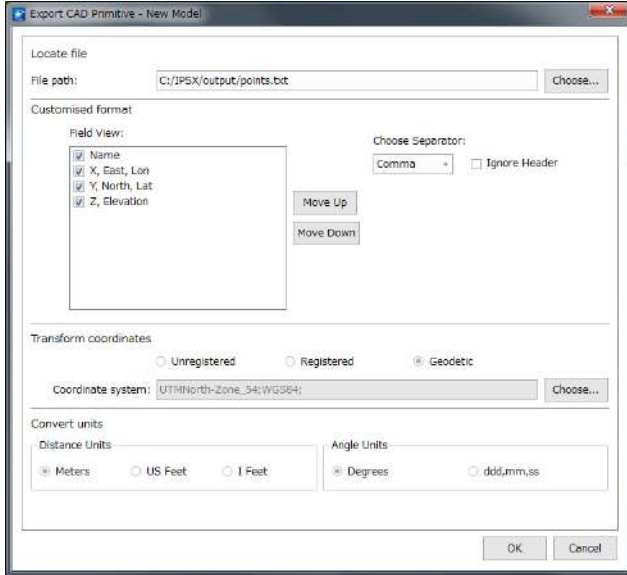 Export CAD Primitive - New Model
Locate file
File path: C:/IPSX/output/points.txt Choose...
Customised format
Field View:
Choose Separator:
Name
Comma Ignore Header
X, East, Lon
Y, North, Lat
Z, Elevation
Move Up
Move Down
Transform coordinates
Unregistered Registered Geodetic
Coordinate system: UTMNorth-Zone_54;WGS84; Choose...
Convert units
Distance Units Angle Units
Meters US Feet I Feet Degrees ddd,mm,ss
OK Cancel